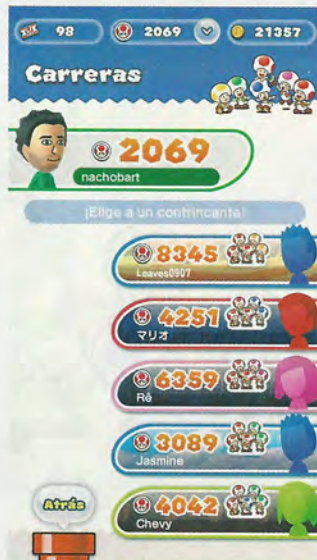 98 2069 21357
Carreras
2069
nachobart
¡Elige a un contrincante!
8345
Leaves0907
4251
マリオ
6359
Rê
3089
Jasmine
4042
Chevy
Atrás